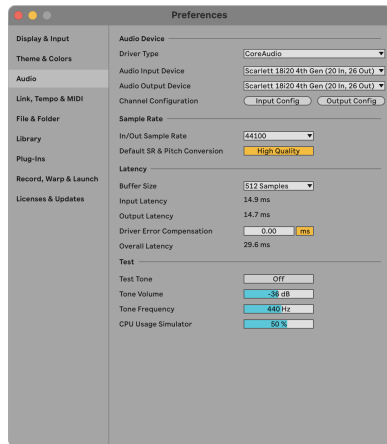 Preferences
Display & Input
Theme & Colors
Audio
Link, Tempo & MIDI
File & Folder
Library
Plug-Ins
Record, Warp & Launch
Licenses & Updates
Audio Device
Driver Type CoreAudio
Audio Input Device Scarlett 18i20 4th Gen (20 In, 26 Out)
Audio Output Device Scarlett 18i20 4th Gen (20 In, 26 Out)
Channel Configuration Input Config Output Config
Sample Rate
In/Out Sample Rate 44100
Default SR & Pitch Conversion High Quality
Latency
Buffer Size 512 Samples
Input Latency 14.9 ms
Output Latency 14.7 ms
Driver Error Compensation 0.00 ms
Overall Latency 29.6 ms
Test
Test Tone Off
Tone Volume -36 dB
Tone Frequency 440 Hz
CPU Usage Simulator 50 %